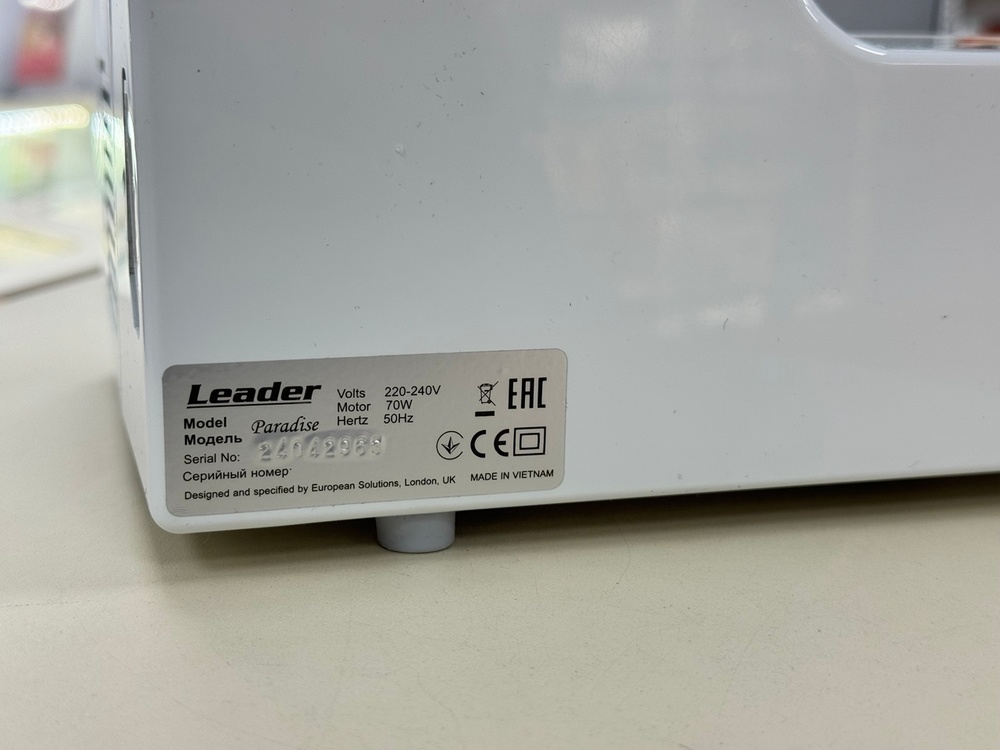 Leader
Volts 220-240V
Motor 70W
Hertz 50Hz
Model
Модель
Paradise
Serial No:
Серийный номер
Designed and specified by European Solutions, London, UK
EAC
CE
MADE IN VIETNAM